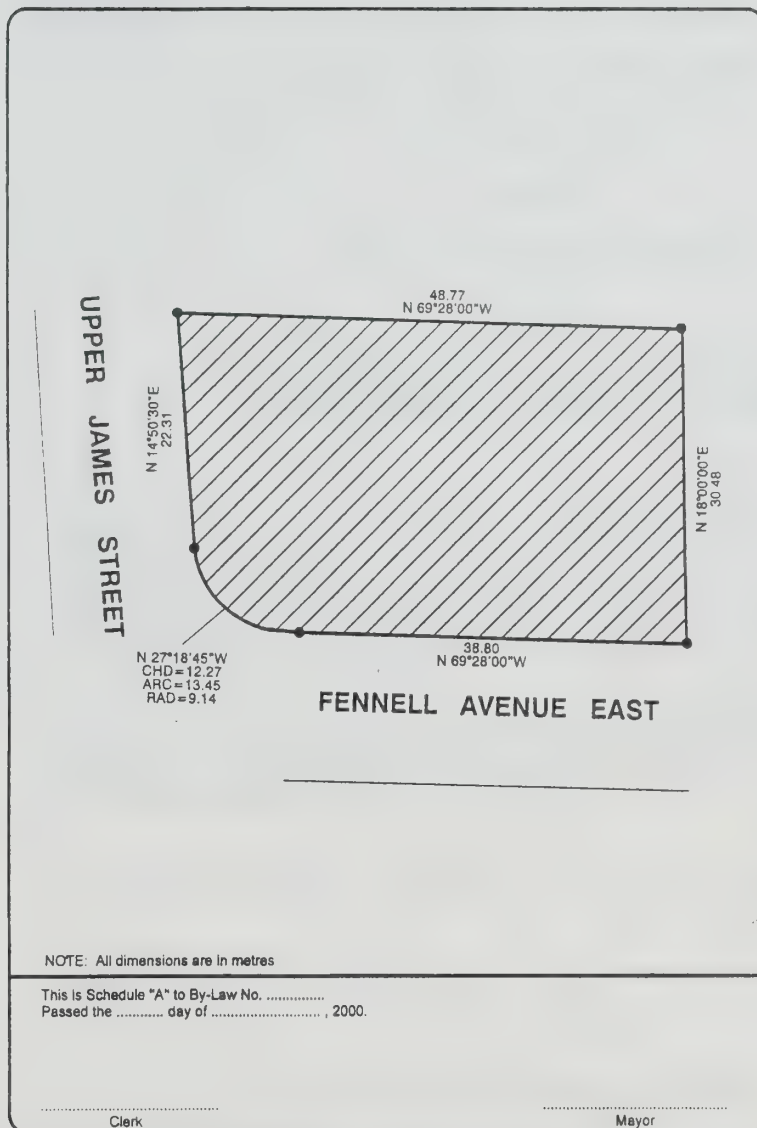 48.77
N 69°28'00"W
UPPER JAMES STREET
N 14°50'30"E
22.31
N 18°00'00"E
30.48
N 27°18'45"W
CHD=12.27
ARC=13.45
RAD=9.14
38.80
N 69°28'00"W
FENNELL AVENUE EAST
NOTE: All dimensions are in metres
This is Schedule "A" to By-Law No. ...............
Passed the ............ day of ............................ , 2000.
Clerk
Mayor